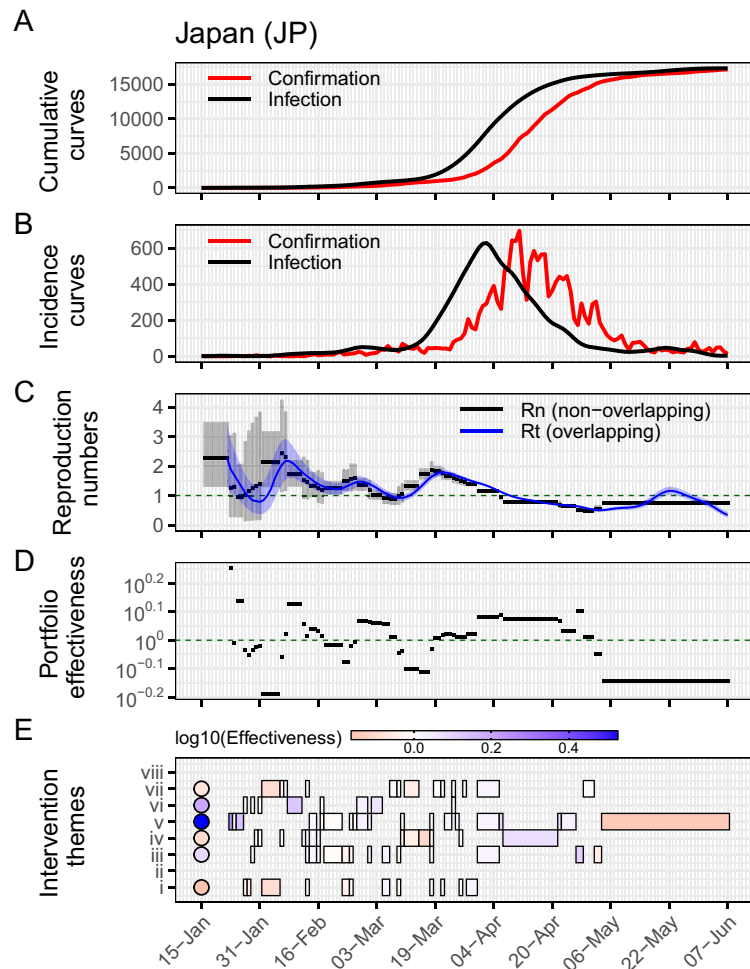 A
Japan (JP)
Cumulative
curves
15000
10000
5000
0
Confirmation
Infection
B
Incidence
curves
600
400
200
0
Confirmation
Infection
C
Reproduction
numbers
4
3
2
1
0
Rn (non−overlapping)
Rt (overlapping)
D
Portfolio
effectiveness
10^0.2
10^0.1
10^0
10^−0.1
10^−0.2
E
log10(Effectiveness)
0.0 0.2 0.4
Intervention
themes
viii
vii
vi
v
iv
iii
ii
i
15−Jan
31−Jan
16−Feb
03−Mar
19−Mar
04−Apr
20−Apr
06−May
22−May
07−Jun